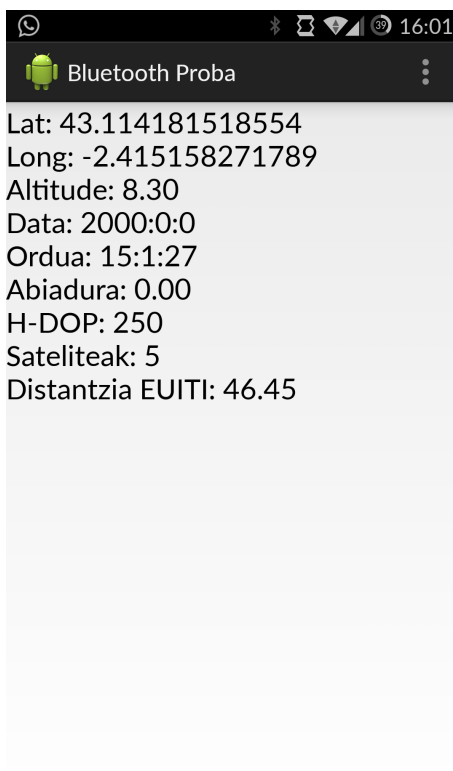 39 16:01
Bluetooth Proba
Lat: 43.114181518554
Long: -2.415158271789
Altitude: 8.30
Data: 2000:0:0
Ordua: 15:1:27
Abiadura: 0.00
H-DOP: 250
Sateliteak: 5
Distantzia EUITI: 46.45